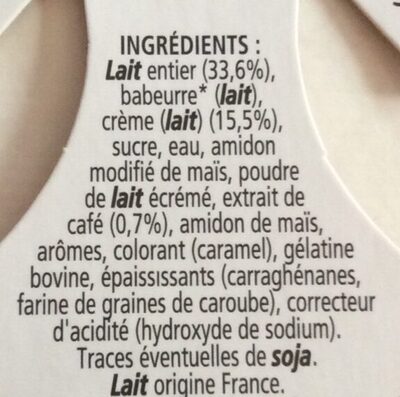 INGRÉDIENTS :
Lait entier (33,6%),
babeurre* (lait),
crème (lait) (15,5%),
sucre, eau, amidon
modifié de maïs, poudre
de lait écrémé, extrait de
café (0,7%), amidon de maïs,
arômes, colorant (caramel), gélatine
bovine, épaississants (carraghénanes,
farine de graines de caroube), correcteur
d'acidité (hydroxyde de sodium).
Traces éventuelles de soja.
Lait origine France.